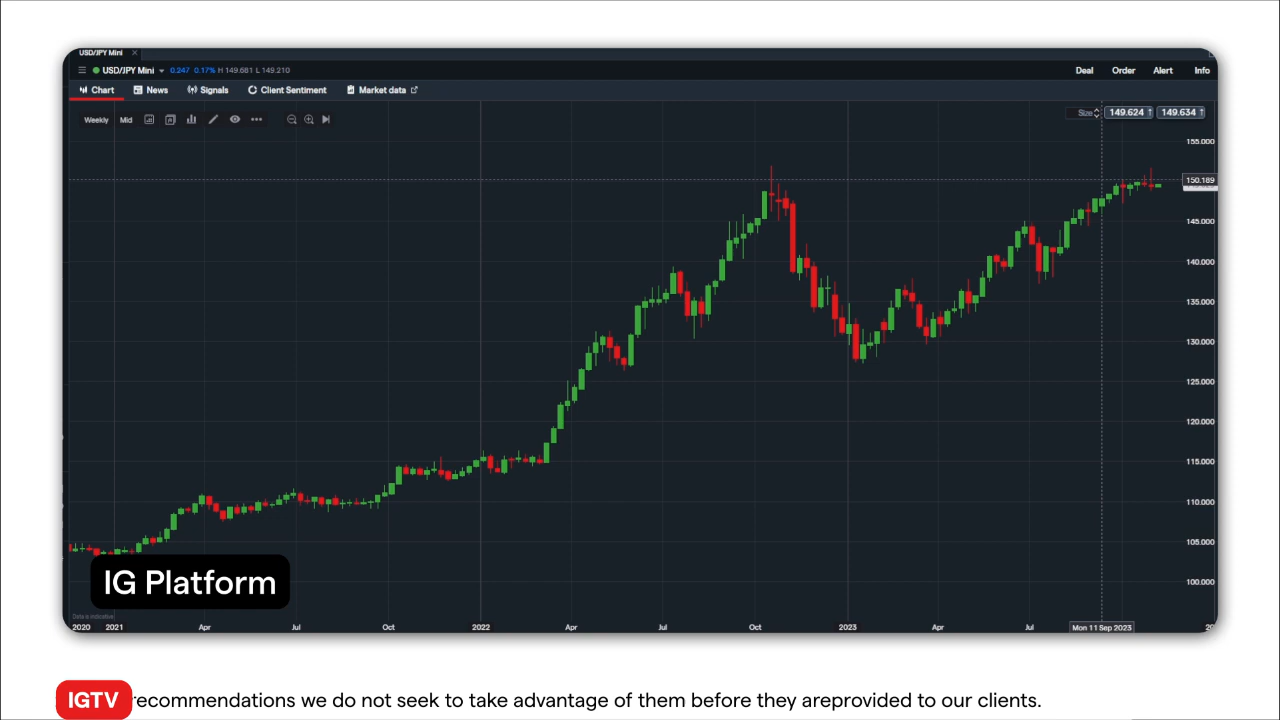 USD/JPY Mini
USD/JPY Mini 0.247 0.17% H 149.681 L 149.210 Deal Order Alert Info
Chart News Signals Client Sentiment Market data
Weekly Mid Size 149.624 149.634
155.000
150.189
145.000
140.000
135.000
130.000
125.000
120.000
115.000
110.000
105.000
100.000
IG Platform
Data is indicative
2020 2021 Apr Jul Oct 2022 Apr Jul Oct 2023 Apr Jul Mon 11 Sep 2023
IGTV recommendations we do not seek to take advantage of them before they areprovided to our clients.